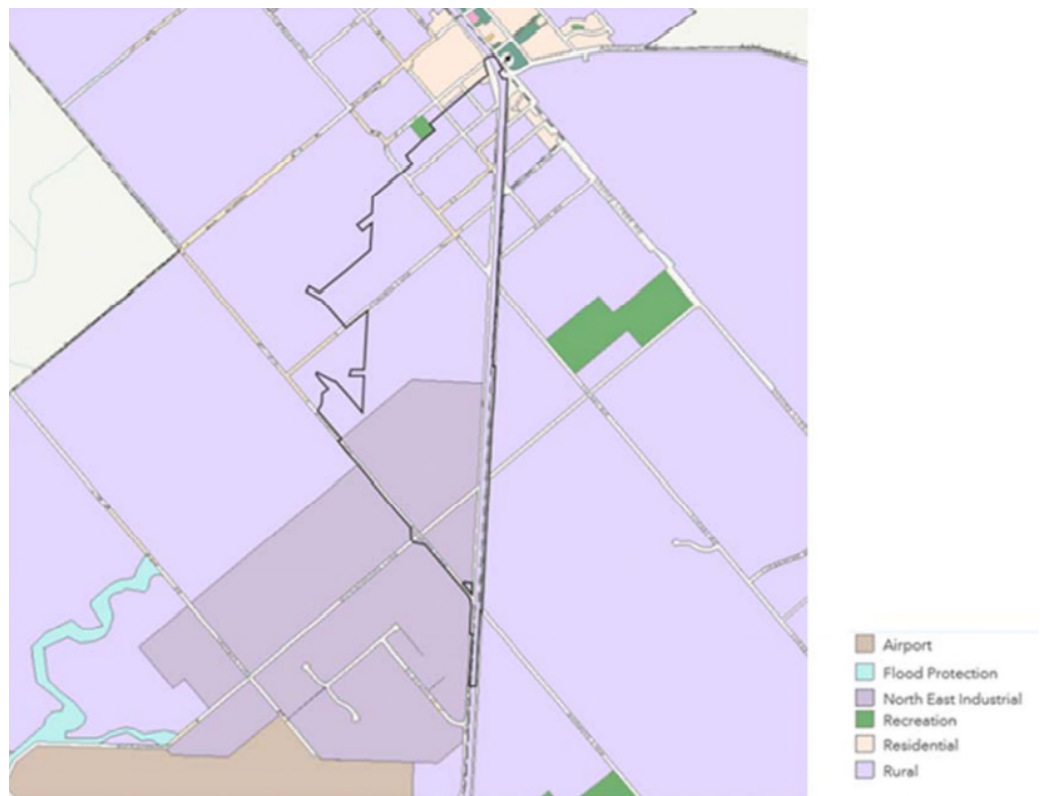 Airport
Flood Protection
North East Industrial
Recreation
Residential
Rural